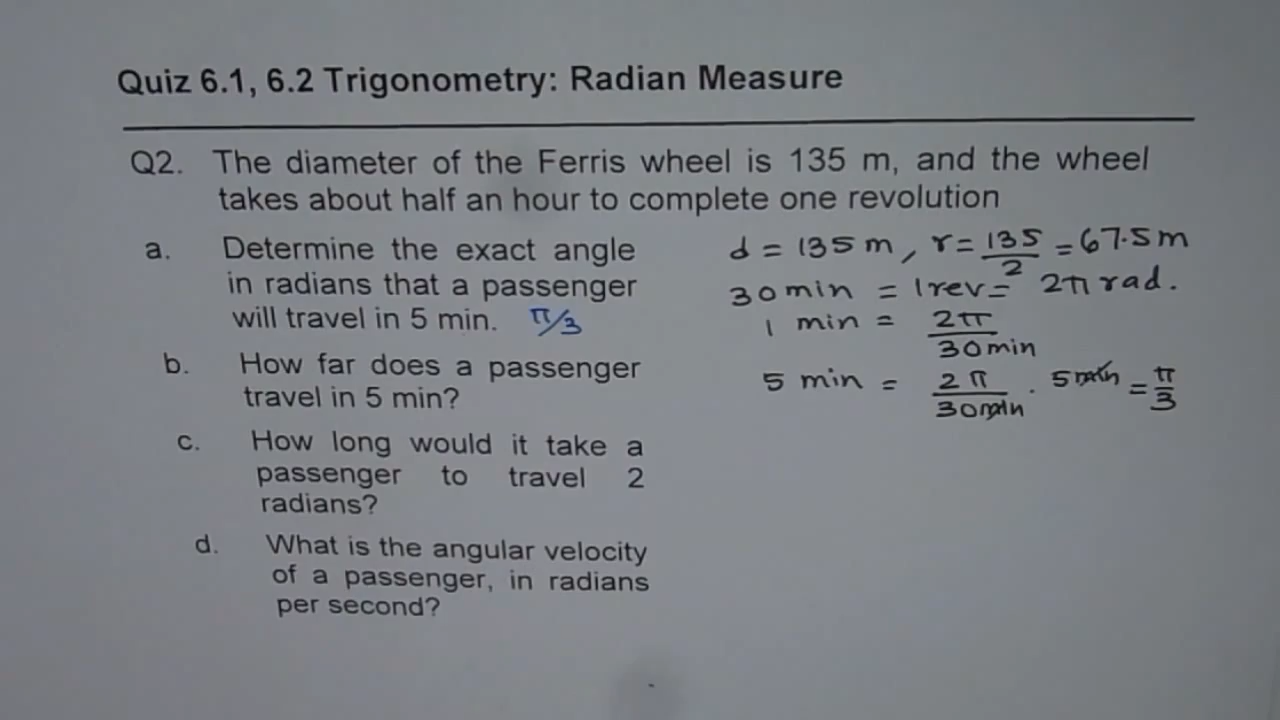 Quiz 6.1, 6.2 Trigonometry: Radian Measure
Q2. The diameter of the Ferris wheel is 135 m, and the wheel
takes about half an hour to complete one revolution
a. Determine the exact angle
in radians that a passenger
will travel in 5 min. π/3
b. How far does a passenger
travel in 5 min?
c. How long would it take a
passenger to travel 2
radians?
d. What is the angular velocity
of a passenger, in radians
per second?
d = 135 m, r = 135/2 = 67.5 m
30 min = 1 rev = 2π rad.
1 min = 2π/30 min
5 min = 2π/30 min · 5 min = π/3